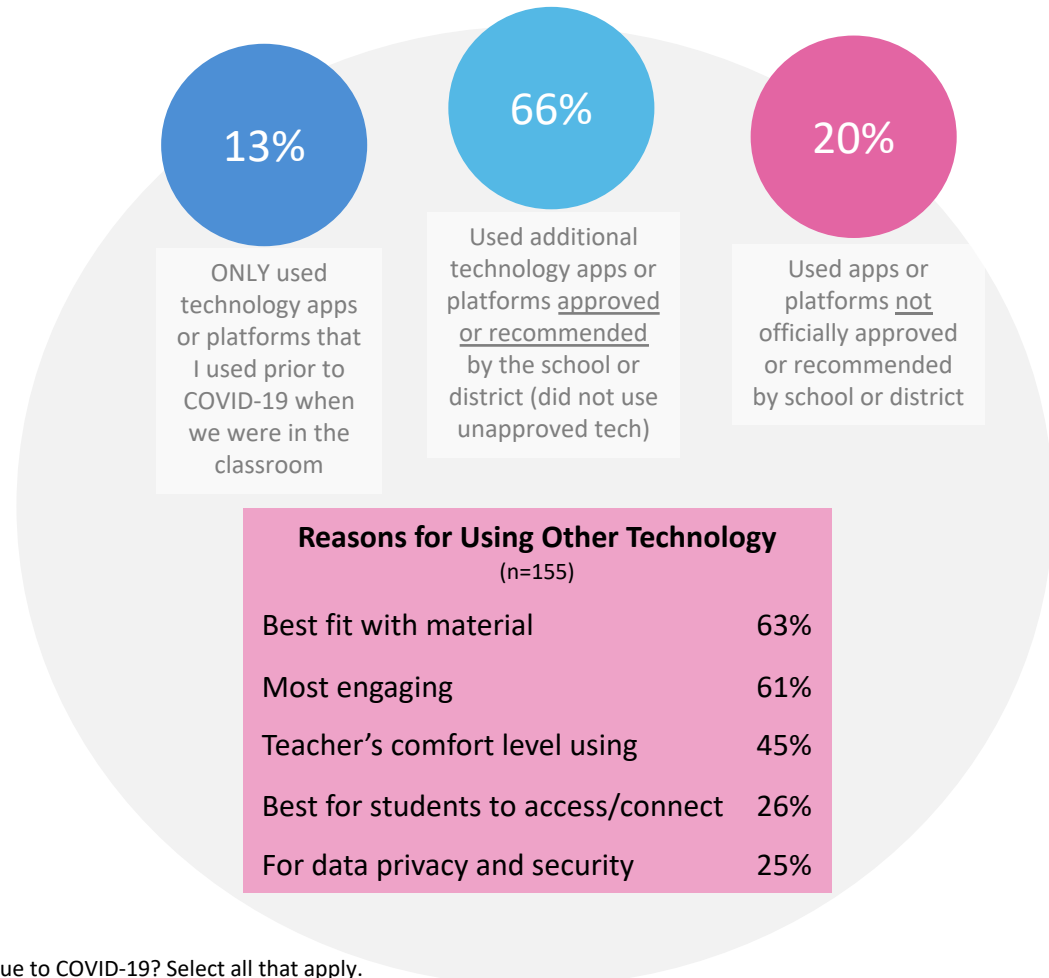 13%
ONLY used
technology apps
or platforms that
I used prior to
COVID-19 when
we were in the
classroom
66%
Used additional
technology apps or
platforms approved
or recommended
by the school or
district (did not use
unapproved tech)
20%
Used apps or
platforms not
officially approved
or recommended
by school or district
Reasons for Using Other Technology
(n=155)
Best fit with material 63%
Most engaging 61%
Teacher’s comfort level using 45%
Best for students to access/connect 26%
For data privacy and security 25%
ue to COVID-19? Select all that apply.